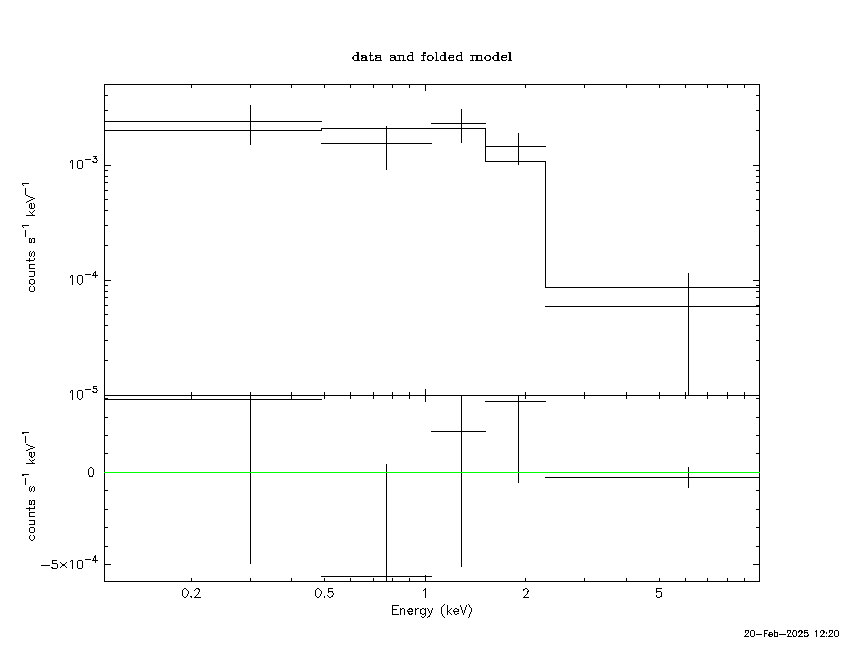 data and folded model
10⁻³
10⁻⁴
10⁻⁵
counts s⁻¹ keV⁻¹
0
−5×10⁻⁴
counts s⁻¹ keV⁻¹
0.2 0.5 1 2 5
Energy (keV)
20−Feb−2025 12:20